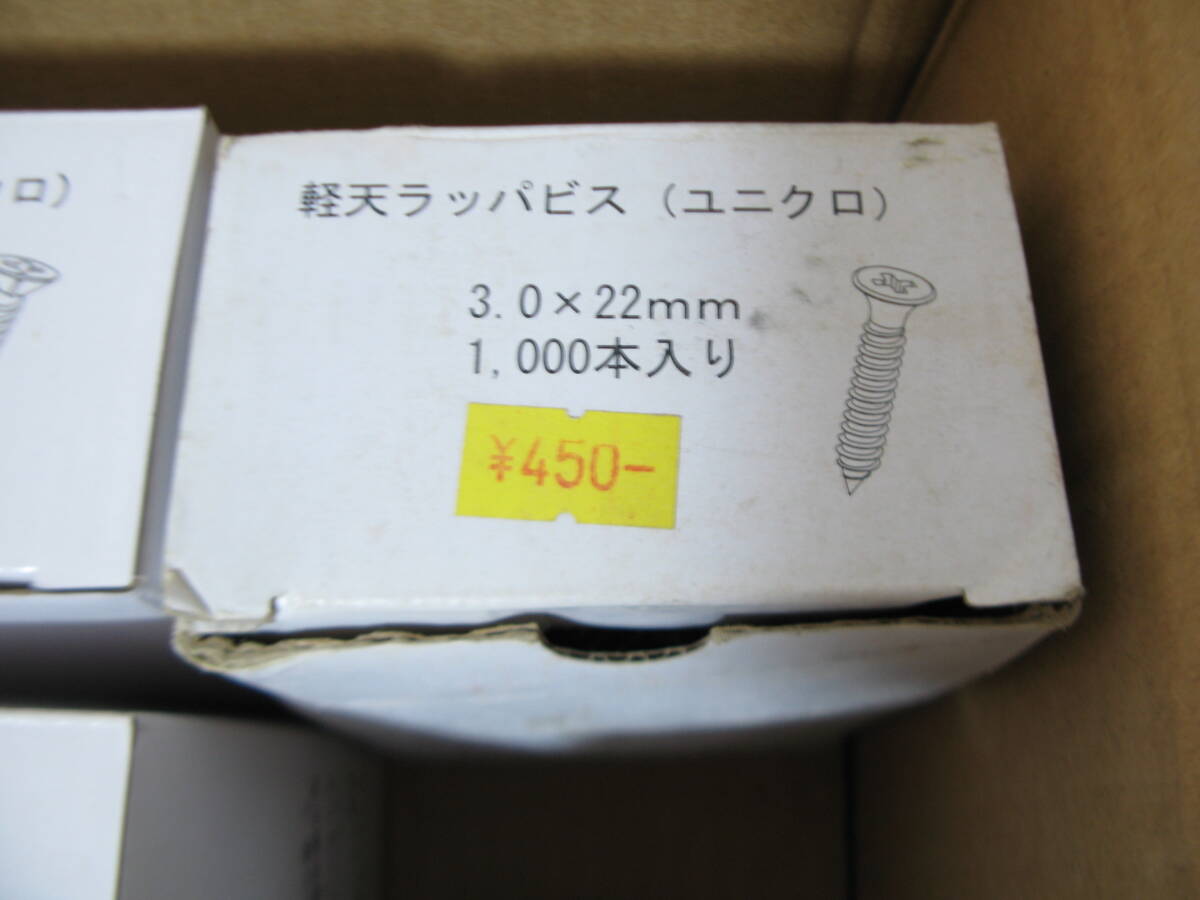 軽天ラッパビス（ユニクロ）
3.0×22mm
1,000本入り
¥450-
ロ）